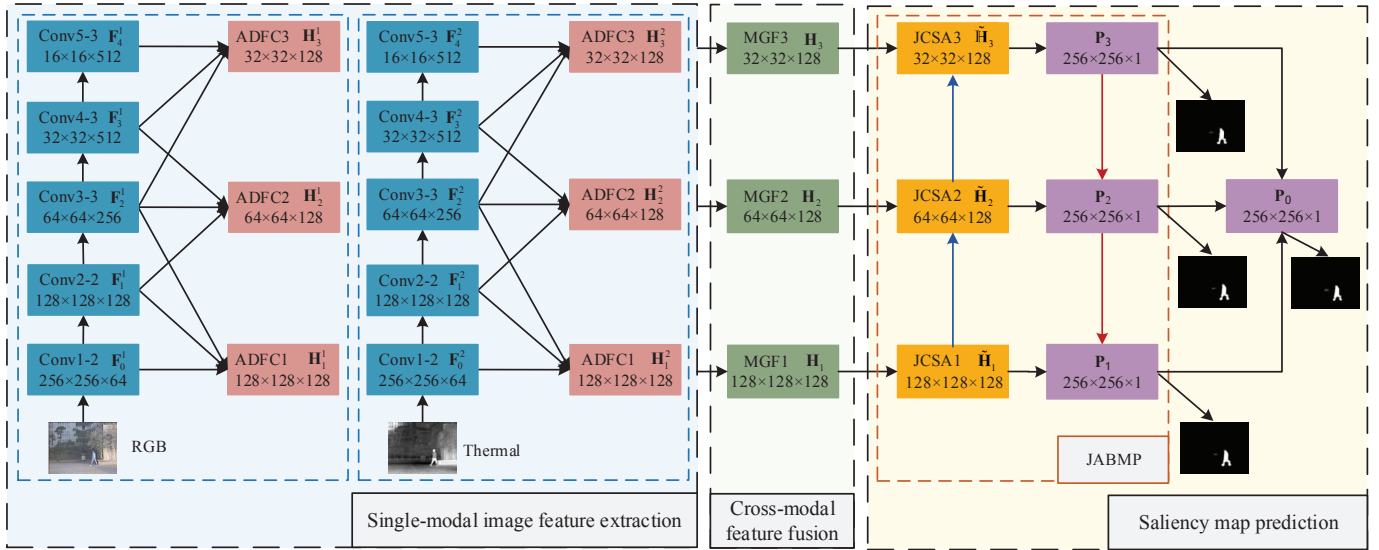 Conv5-3 F₄¹
16×16×512
Conv4-3 F₃¹
32×32×512
Conv3-3 F₂¹
64×64×256
Conv2-2 F₁¹
128×128×128
Conv1-2 F₀¹
256×256×64
RGB
ADFC3 H₃¹
32×32×128
ADFC2 H₂¹
64×64×128
ADFC1 H₁¹
128×128×128
Conv5-3 F₄²
16×16×512
Conv4-3 F₃²
32×32×512
Conv3-3 F₂²
64×64×256
Conv2-2 F₁²
128×128×128
Conv1-2 F₀²
256×256×64
Thermal
ADFC3 H₃²
32×32×128
ADFC2 H₂²
64×64×128
ADFC1 H₁²
128×128×128
Single-modal image feature extraction
MGF3 H₃
32×32×128
MGF2 H₂
64×64×128
MGF1 H₁
128×128×128
Cross-modal
feature fusion
JCSA3 H̃₃
32×32×128
JCSA2 H̃₂
64×64×128
JCSA1 H̃₁
128×128×128
P₃
256×256×1
P₂
256×256×1
P₁
256×256×1
JABMP
P₀
256×256×1
Saliency map prediction